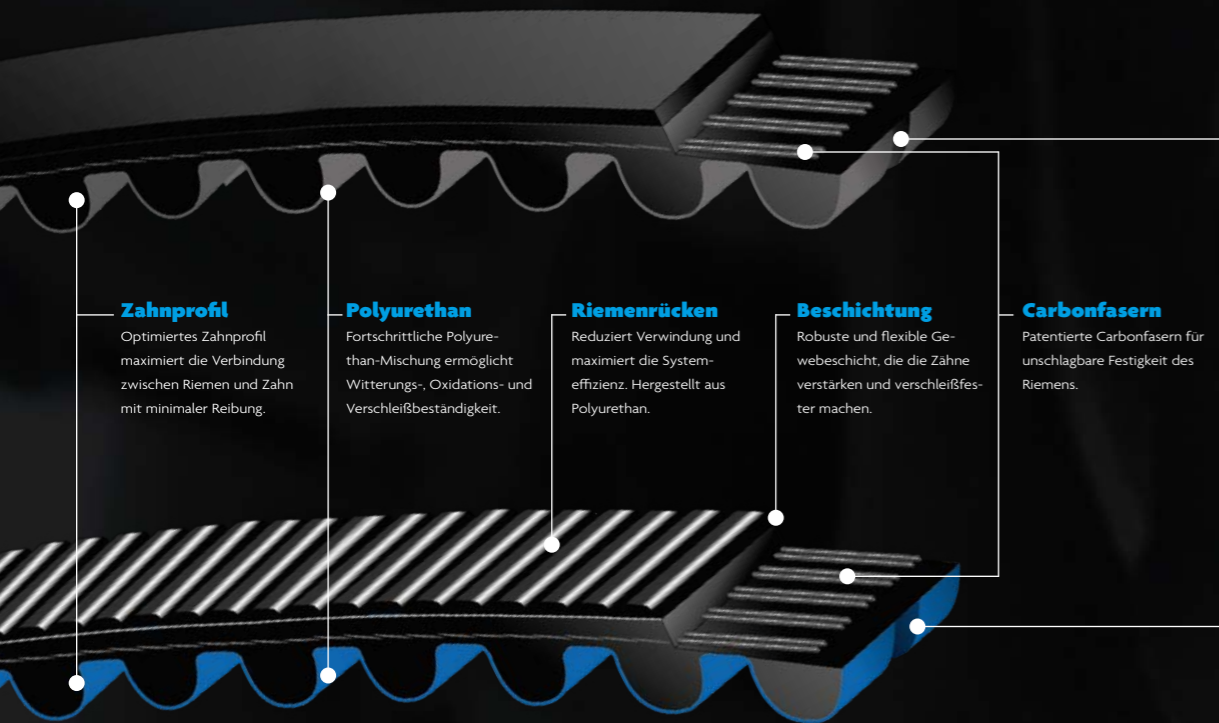 Zahnprofil
Optimiertes Zahnprofil
maximiert die Verbindung
zwischen Riemen und Zahn
mit minimaler Reibung.
Polyurethan
Fortschrittliche Polyure-
than-Mischung ermöglicht
Witterungs-, Oxidations- und
Verschleißbeständigkeit.
Riemenrücken
Reduziert Verwindung und
maximiert die System-
effizienz. Hergestellt aus
Polyurethan.
Beschichtung
Robuste und flexible Ge-
webeschicht, die die Zähne
verstärken und verschleißfes-
ter machen.
Carbonfasern
Patentierte Carbonfasern für
unschlagbare Festigkeit des
Riemens.